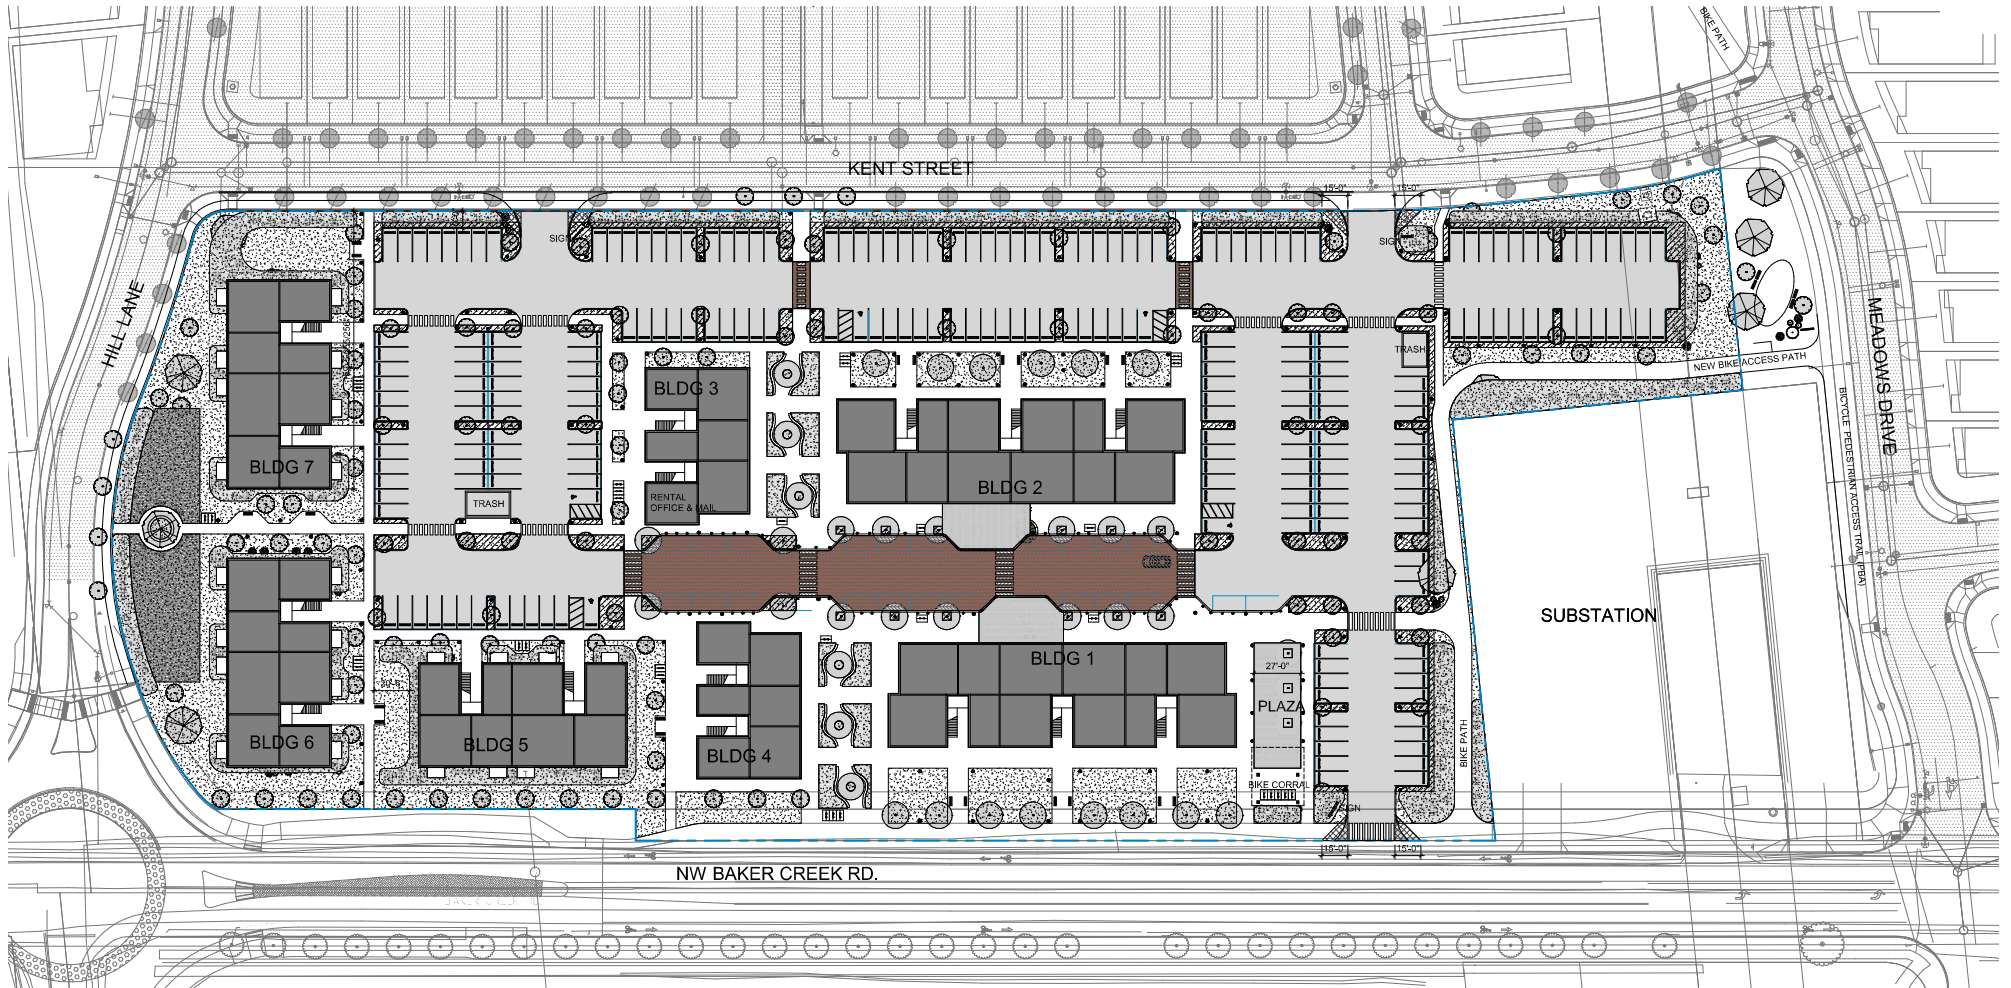 BIKE PATH
KENT STREET
15'-0"
15'-0"
SIGN
SIGN
HILL LANE
MEADOWS DRIVE
TRASH
NEW BIKE ACCESS PATH
BICYCLE PEDESTRIAN ACCESS TRAIL (PBA)
BLDG 3
BLDG 7
BLDG 2
TRASH
RENTAL
OFFICE & MAIL
SUBSTATION
BLDG 1
27'-0"
PLAZA
BLDG 6
BLDG 5
BLDG 4
BIKE PATH
BIKE CORRAL
SIGN
15'-0"
15'-0"
NW BAKER CREEK RD.